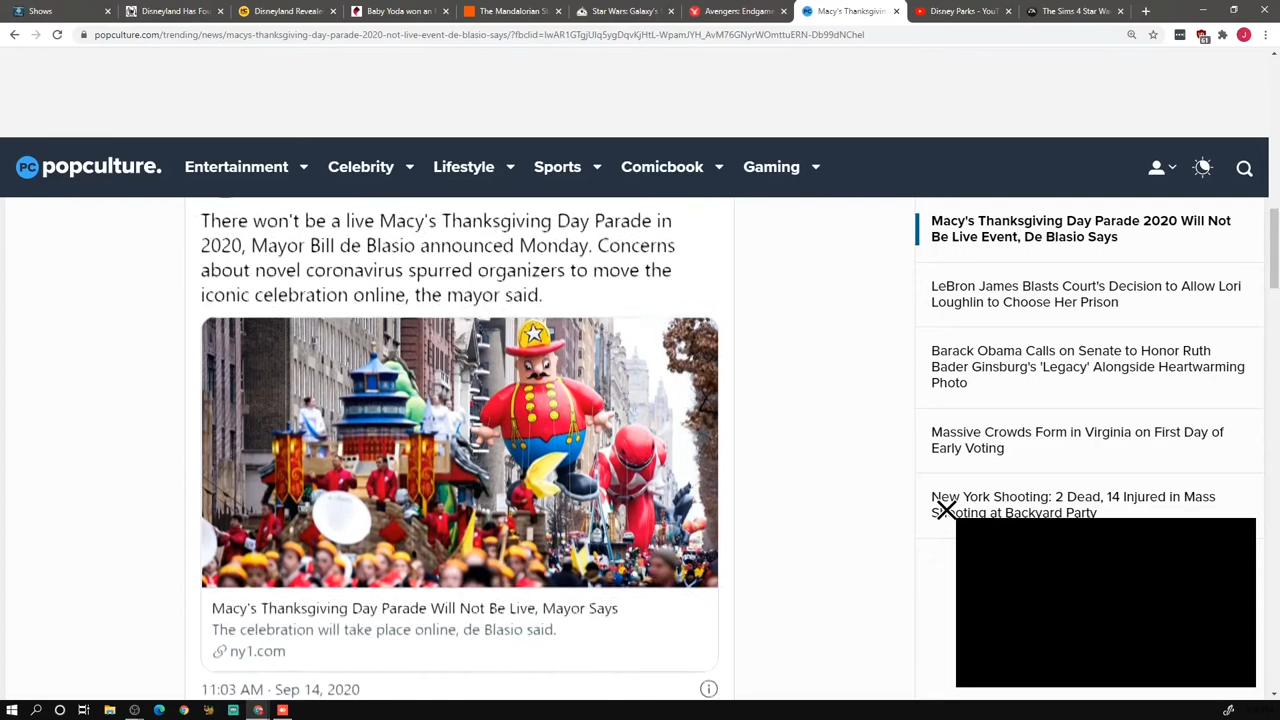 Shows
Disneyland Has Fou
Disneyland Reveale
Baby Yoda won an
The Mandalorian S
Star Wars: Galaxy's
Avengers: Endgame
Macy's Thanksgivin
Disney Parks - YouT
The Sims 4 Star Wa
popculture.com/trending/news/macys-thanksgiving-day-parade-2020-not-live-event-de-blasio-says/?fbclid=IwAR1GTgjUIq5ygDqvKjHtL-WpamJYH_AvM76GNyrWOmttuERN-Db99dNCheI
61
J
PC popculture.
Entertainment
Celebrity
Lifestyle
Sports
Comicbook
Gaming
There won't be a live Macy's Thanksgiving Day Parade in
2020, Mayor Bill de Blasio announced Monday. Concerns
about novel coronavirus spurred organizers to move the
iconic celebration online, the mayor said.
Macy's Thanksgiving Day Parade Will Not Be Live, Mayor Says
The celebration will take place online, de Blasio said.
ny1.com
11:03 AM · Sep 14, 2020
Macy's Thanksgiving Day Parade 2020 Will Not
Be Live Event, De Blasio Says
LeBron James Blasts Court's Decision to Allow Lori
Loughlin to Choose Her Prison
Barack Obama Calls on Senate to Honor Ruth
Bader Ginsburg's 'Legacy' Alongside Heartwarming
Photo
Massive Crowds Form in Virginia on First Day of
Early Voting
New York Shooting: 2 Dead, 14 Injured in Mass
Shooting at Backyard Party